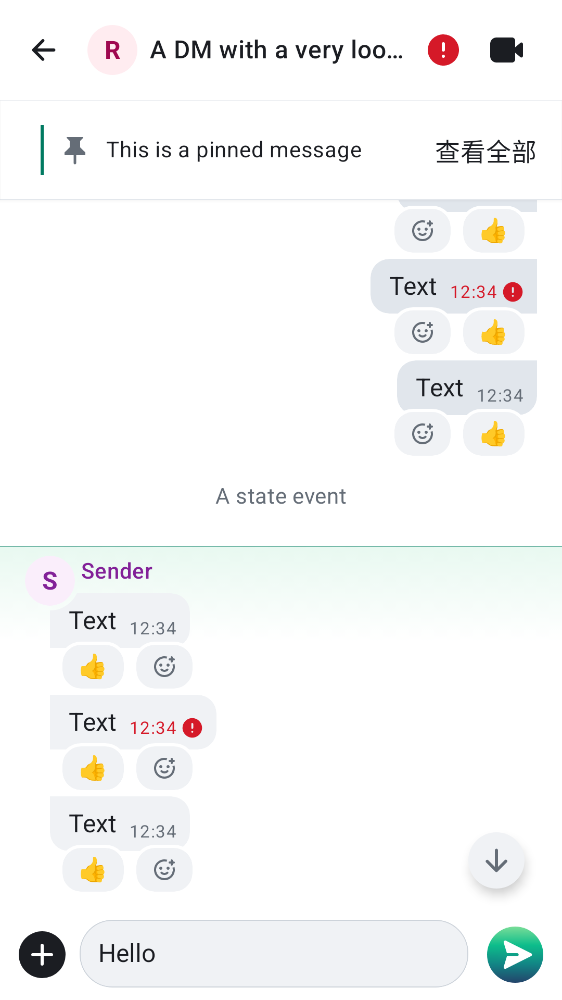 R
A DM with a very loo...
This is a pinned message
查看全部
Text 12:34
Text 12:34
A state event
S
Sender
Text 12:34
Text 12:34
Text 12:34
Hello